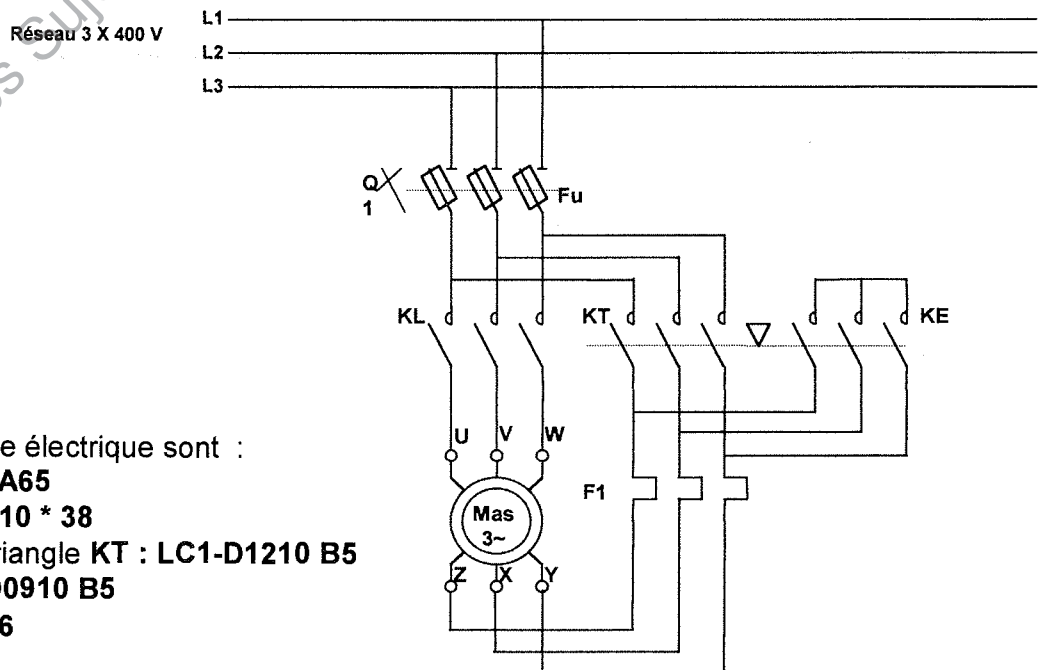 s Suj
L1
Réseau 3 X 400 V
L2
L3
Q
1
Fu
KL
KT
KE
U V W
F1
Mas
3~
Z X Y
e électrique sont :
A65
10 * 38
riangle KT : LC1-D1210 B5
0910 B5
6